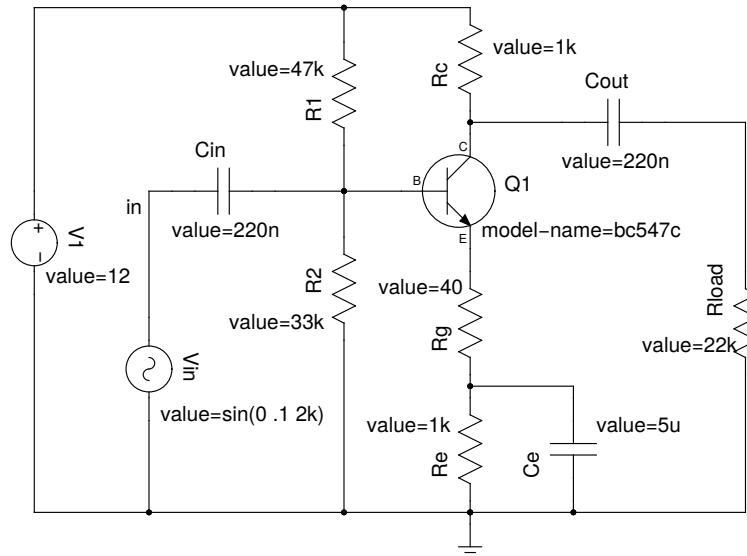 value=47k
R1
value=1k
Rc
Cout
value=220n
Cin
in
value=220n
C
B
E
Q1
model-name=bc547c
V1
+
−
value=12
R2
value=33k
value=40
Rg
Rload
value=22k
Vin
value=sin(0 .1 2k)
value=1k
Re
value=5u
Ce